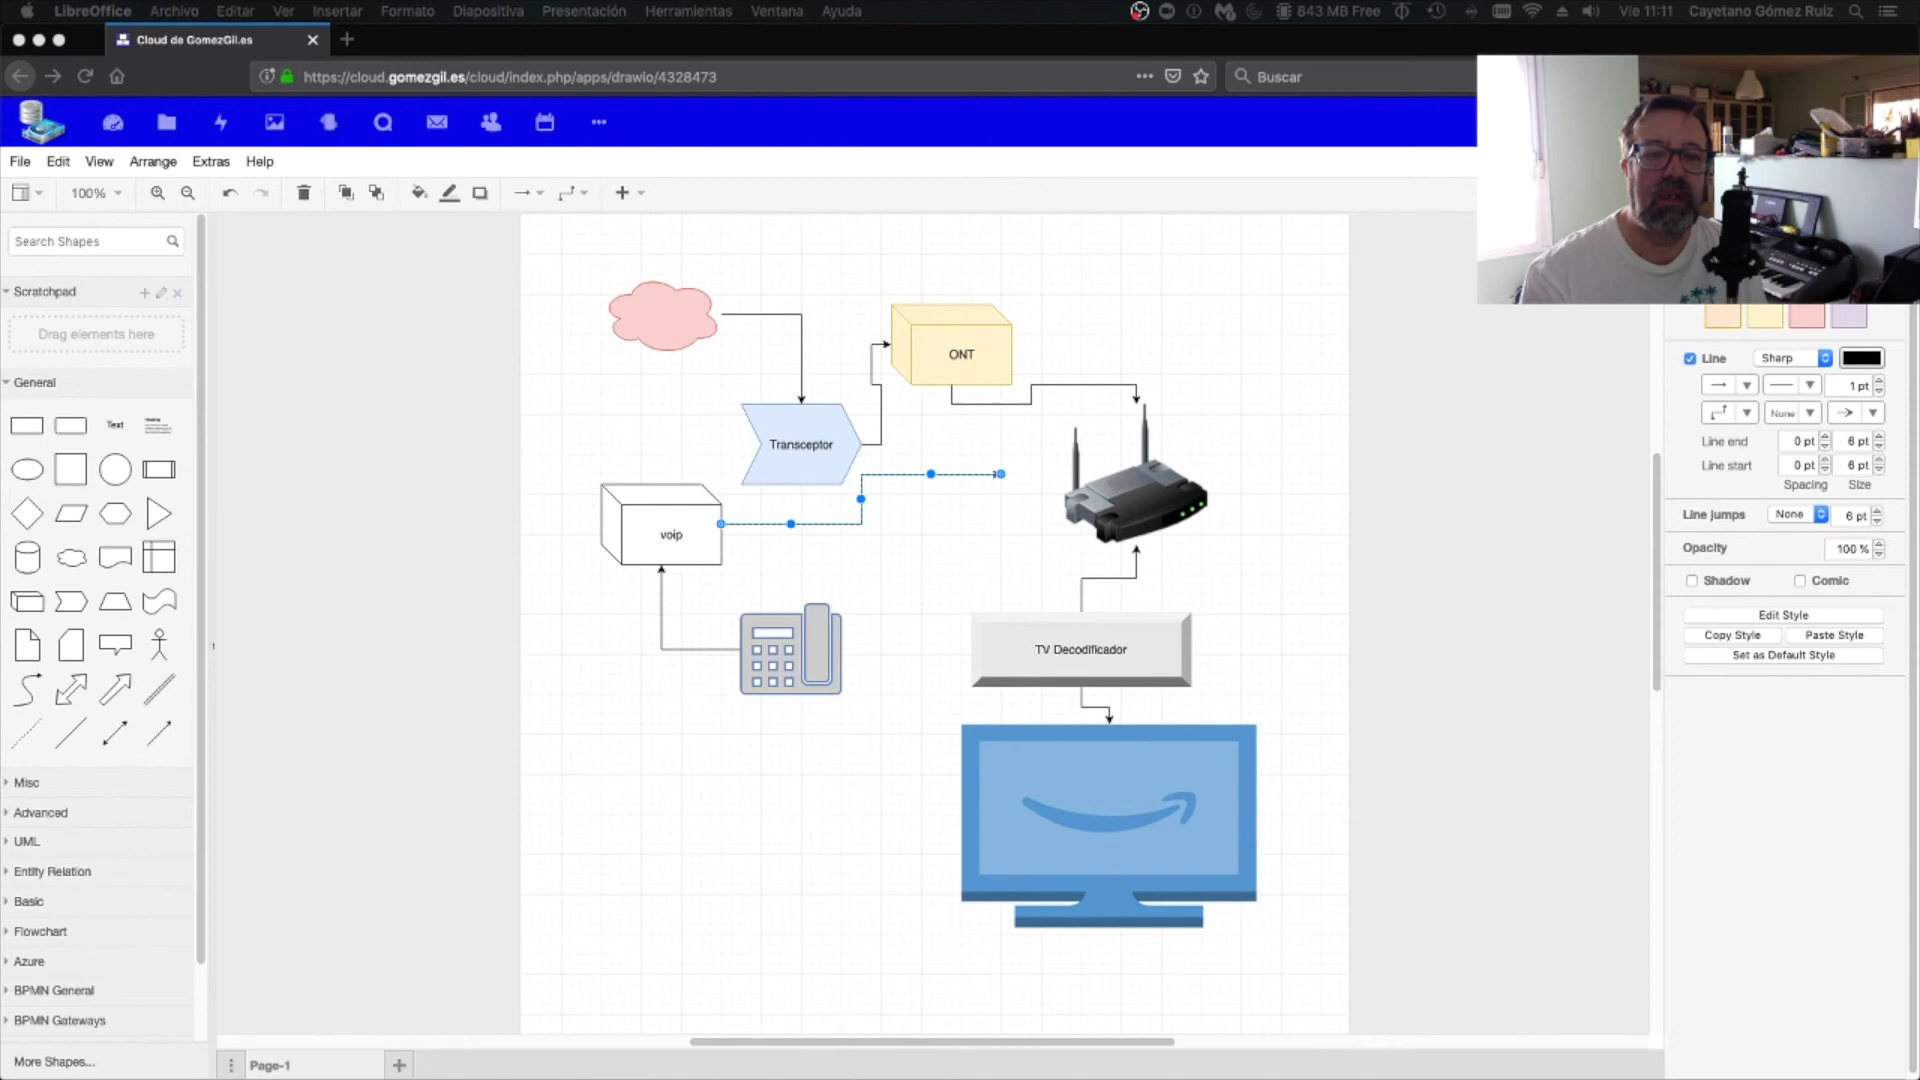 LibreOffice Archivo Editar Ver Insertar Formato Diapositiva Presentación Herramientas Ventana Ayuda 843 MB Free Vie 11:11 Cayetano Gómez Ruiz
Cloud de GomezGil.es
https://cloud.gomezgil.es/cloud/index.php/apps/drawio/4328473 Buscar
File Edit View Arrange Extras Help
100%
Search Shapes
Scratchpad
Drag elements here
General
Text
Heading
Misc
Advanced
UML
Entity Relation
Basic
Flowchart
Azure
BPMN General
BPMN Gateways
More Shapes...
ONT
Transceptor
voip
TV Decodificador
Page-1
Line Sharp
1 pt
None
Line end 0 pt 6 pt
Line start 0 pt 6 pt
Spacing Size
Line jumps None 6 pt
Opacity 100 %
Shadow Comic
Edit Style
Copy Style Paste Style
Set as Default Style